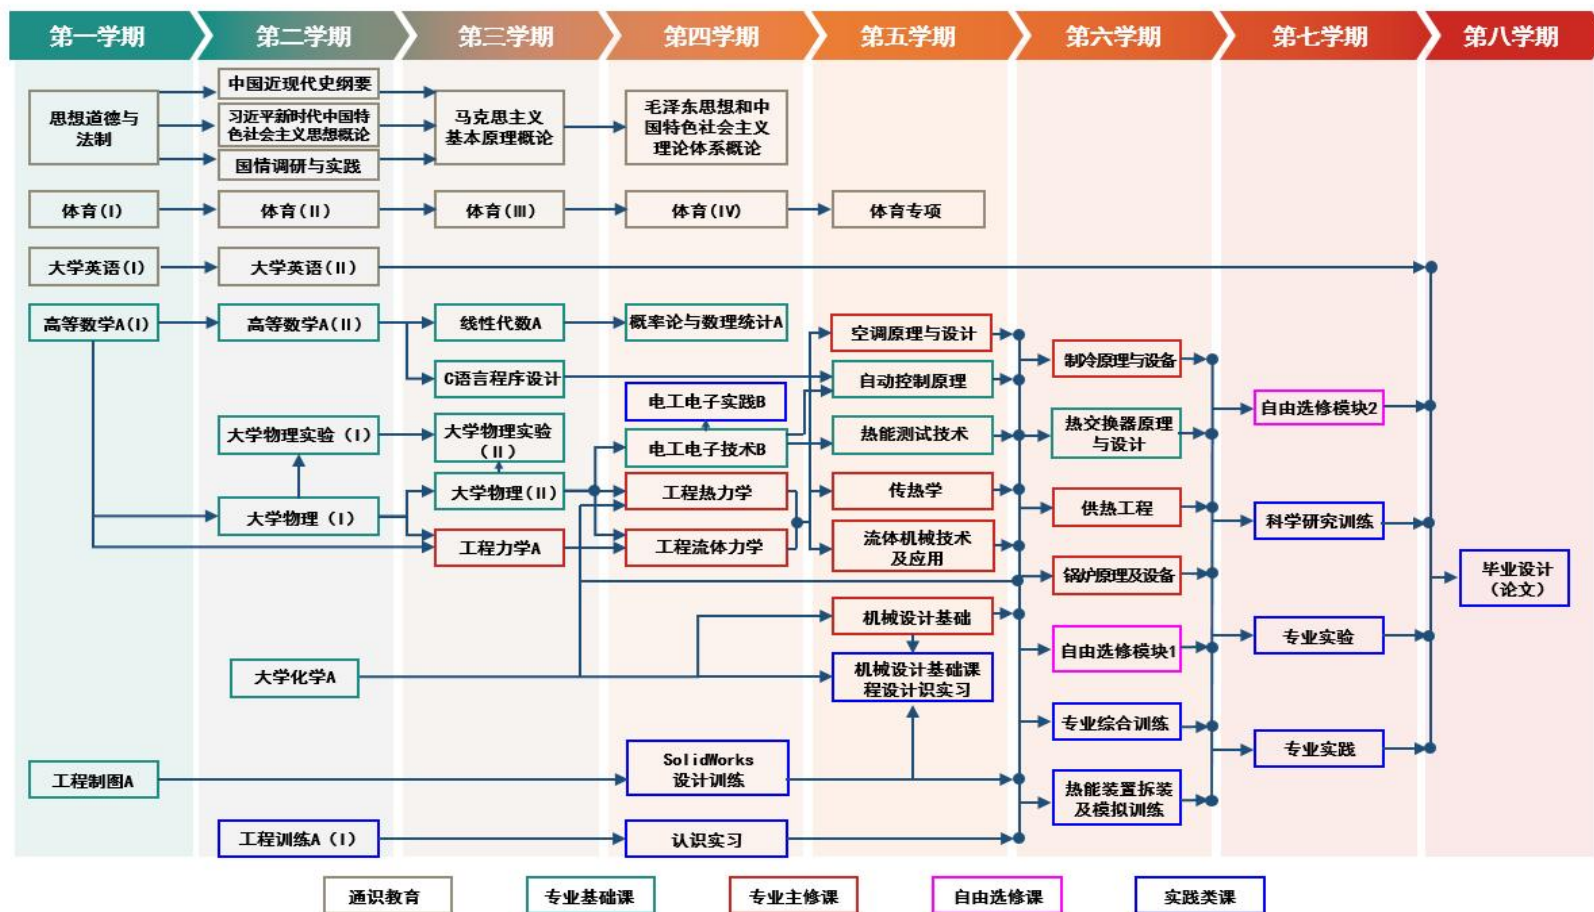 第一学期
第二学期
第三学期
第四学期
第五学期
第六学期
第七学期
第八学期
思想道德与
法制
中国近现代史纲要
习近平新时代中国特
色社会主义思想概论
国情调研与实践
马克思主义
基本原理概论
毛泽东思想和中
国特色社会主义
理论体系概论
体育(I)
体育(II)
体育(III)
体育(IV)
体育专项
大学英语(I)
大学英语(II)
高等数学A(I)
高等数学A(II)
线性代数A
概率论与数理统计A
空调原理与设计
制冷原理与设备
C语言程序设计
自动控制原理
电工电子实践B
自由选修模块2
大学物理实验（I）
大学物理实验
（II）
电工电子技术B
热能测试技术
热交换器原理
与设计
大学物理（I）
大学物理(II)
工程热力学
传热学
供热工程
科学研究训练
工程力学A
工程流体力学
流体机械技术
及应用
锅炉原理及设备
毕业设计
（论文）
机械设计基础
专业实验
自由选修模块1
大学化学A
机械设计基础课
程设计识实习
专业综合训练
专业实践
工程制图A
SolidWorks
设计训练
热能装置拆装
及模拟训练
工程训练A（I）
认识实习
通识教育
专业基础课
专业主修课
自由选修课
实践类课